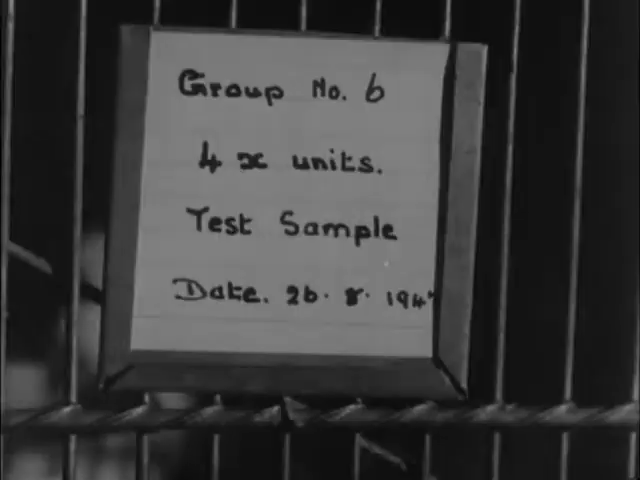 Group No. 6
4 x units.
Test Sample
Date. 26. 8. 194